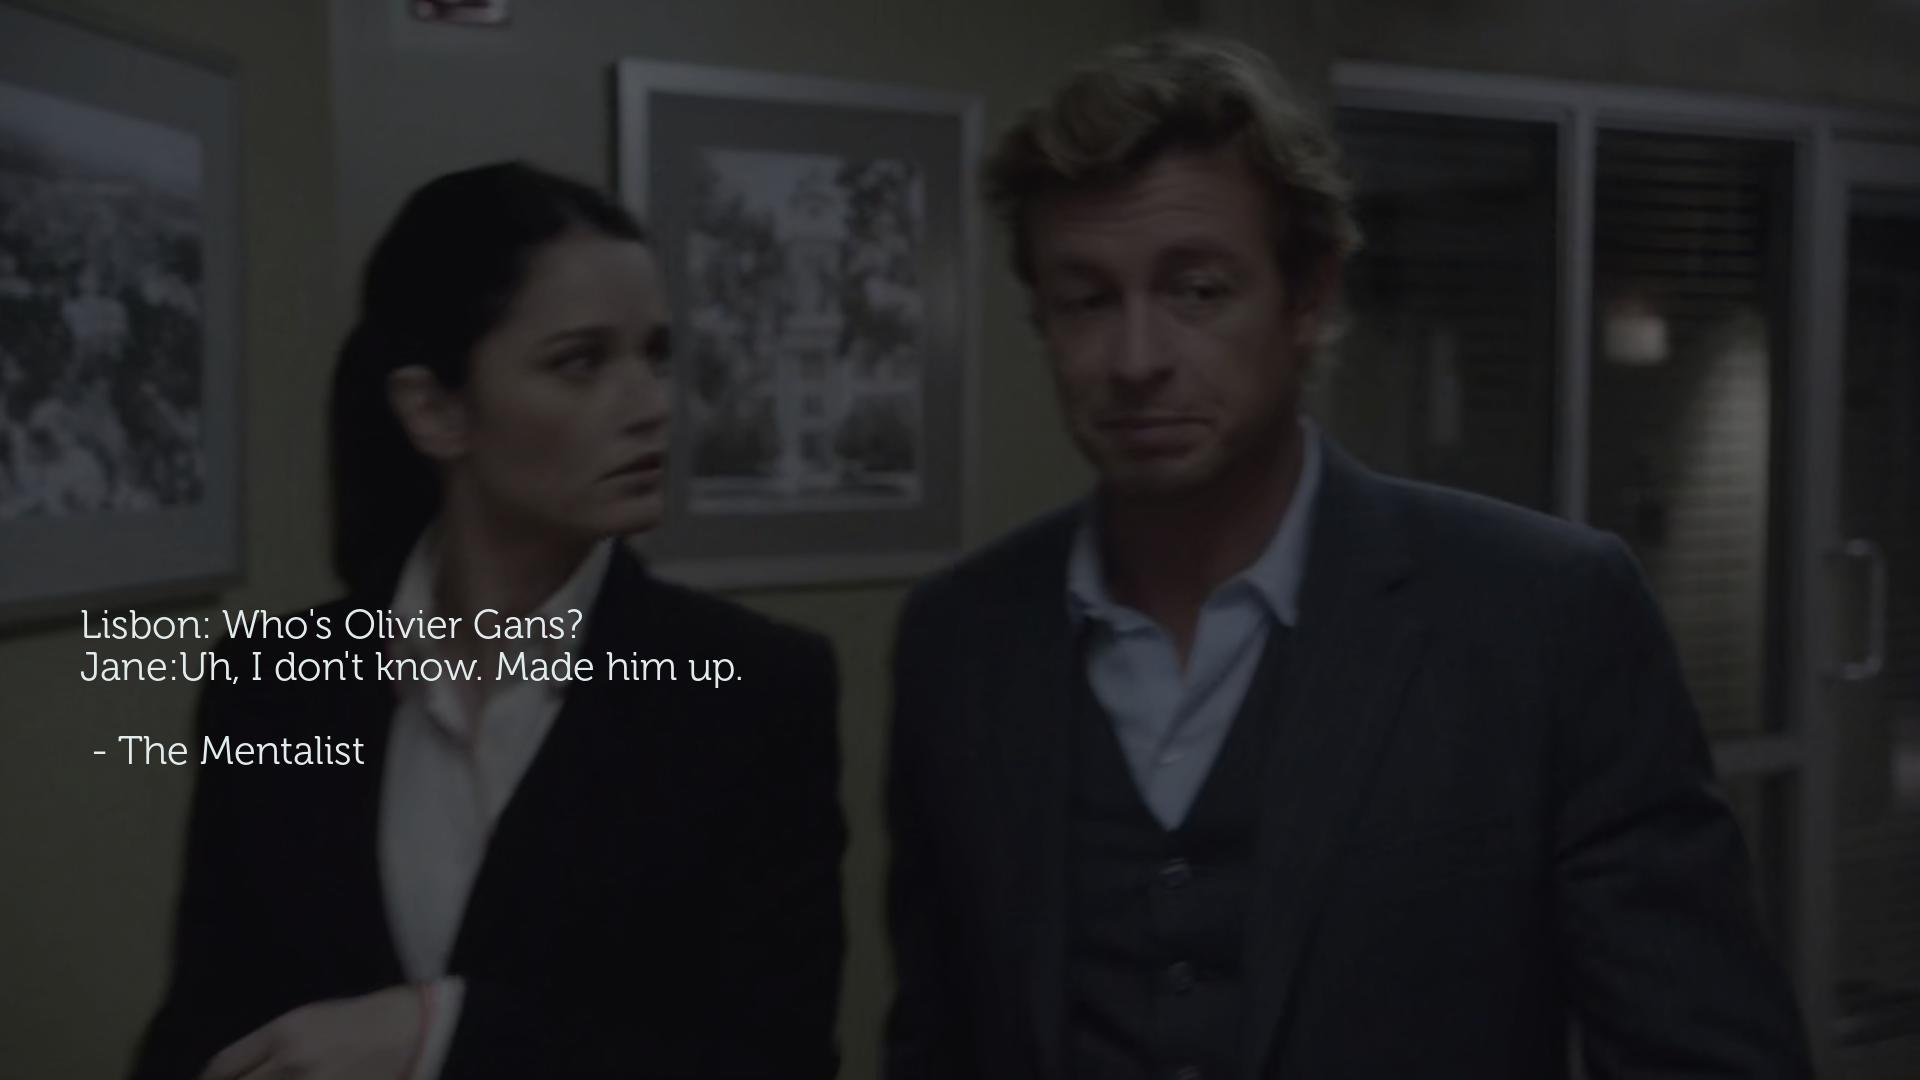 Lisbon: Who's Olivier Gans?
Jane:Uh, I don't know. Made him up.
- The Mentalist